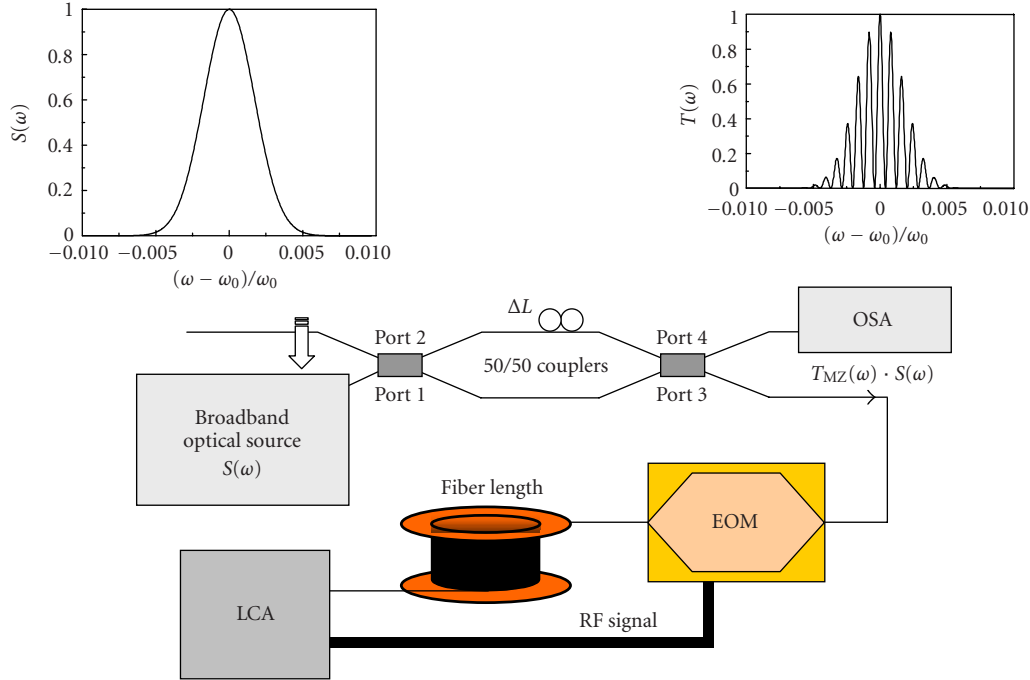 1
0.8
0.6
0.4
0.2
0
S(ω)
−0.010
−0.005
0
0.005
0.010
(ω − ω₀)/ω₀
1
0.8
0.6
0.4
0.2
0
T(ω)
−0.010
−0.005
0
0.005
0.010
(ω − ω₀)/ω₀
ΔL
Port 2
Port 4
50/50 couplers
Port 1
Port 3
OSA
T_MZ(ω) · S(ω)
Broadband
optical source
S(ω)
Fiber length
EOM
LCA
RF signal